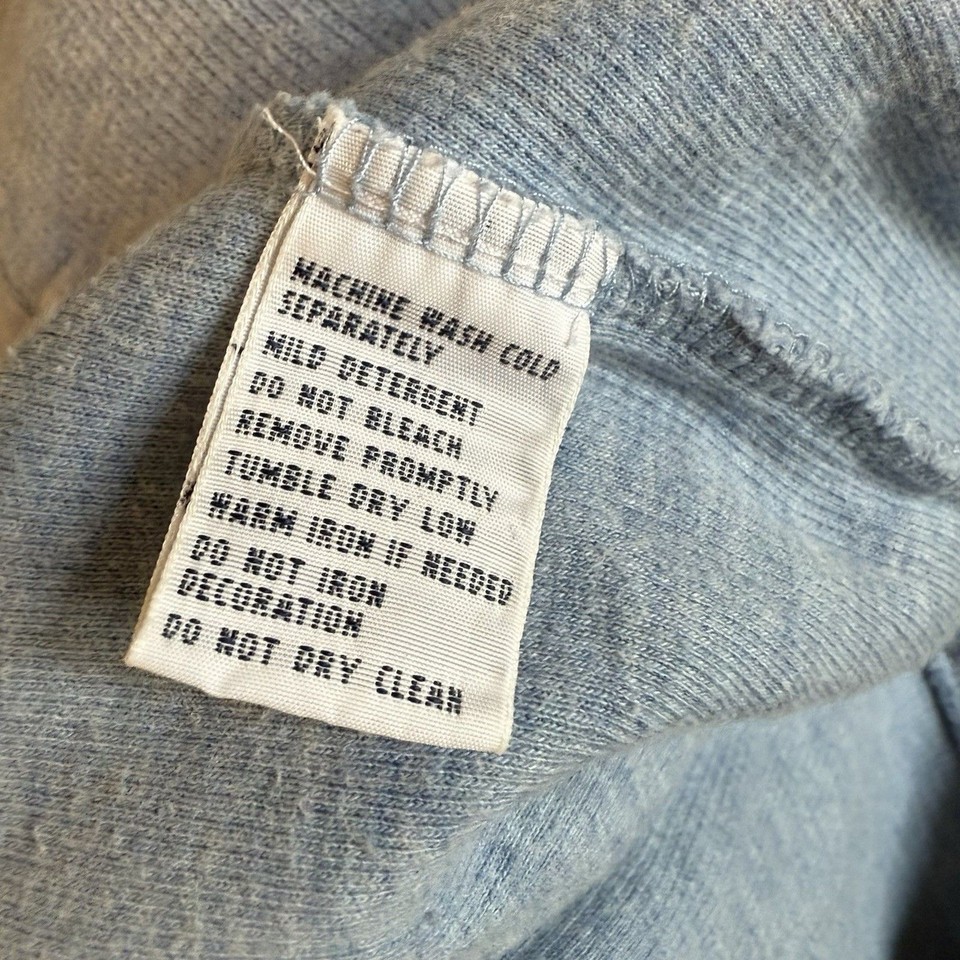 MACHINE WASH COLD
SEPARATELY
MILD DETERGENT
DO NOT BLEACH
REMOVE PROMPTLY
TUMBLE DRY LOW
WARM IRON IF NEEDED
DO NOT IRON
DECORATION
DO NOT DRY CLEAN